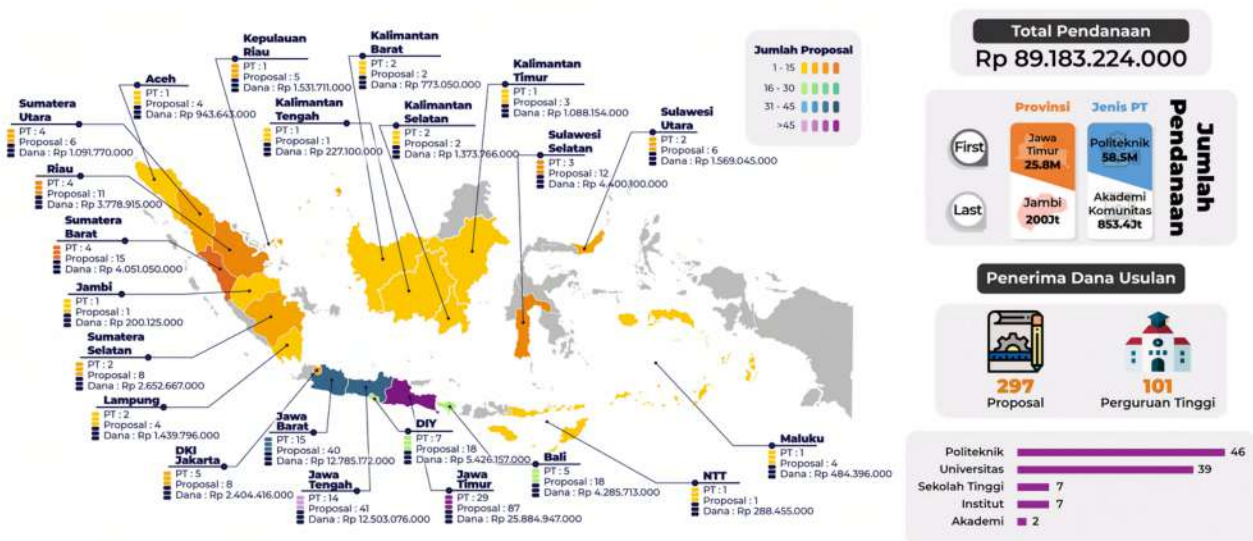 Kepulauan
Riau
PT : 1
Proposal : 5
Dana : Rp 1.531.711.000
Kalimantan
Barat
PT : 2
Proposal : 2
Dana : Rp 773.050.000
Aceh
PT : 1
Proposal : 4
Dana : Rp 943.643.000
Kalimantan
Tengah
PT : 1
Proposal : 1
Dana : Rp 227.100.000
Kalimantan
Selatan
PT : 2
Proposal : 2
Dana : Rp 1.373.766.000
Kalimantan
Timur
PT : 1
Proposal : 3
Dana : Rp 1.088.154.000
Jumlah Proposal
1 - 15
16 - 30
31 - 45
>45
Sumatera
Utara
PT : 4
Proposal : 6
Dana : Rp 1.091.770.000
Sulawesi
Selatan
PT : 3
Proposal : 12
Dana : Rp 4.400.100.000
Sulawesi
Utara
PT : 2
Proposal : 6
Dana : Rp 1.569.045.000
Riau
PT : 4
Proposal : 11
Dana : Rp 3.778.915.000
Sumatera
Barat
PT : 4
Proposal : 15
Dana : Rp 4.051.050.000
Jambi
PT : 1
Proposal : 1
Dana : Rp 200.125.000
Sumatera
Selatan
PT : 2
Proposal : 8
Dana : Rp 2.652.667.000
Lampung
PT : 2
Proposal : 4
Dana : Rp 1.439.796.000
DKI
Jakarta
PT : 5
Proposal : 8
Dana : Rp 2.404.416.000
Jawa
Barat
PT : 15
Proposal : 40
Dana : Rp 12.785.172.000
Jawa
Tengah
PT : 14
Proposal : 41
Dana : Rp 12.503.076.000
DIY
PT : 7
Proposal : 18
Dana : Rp 5.426.157.000
Jawa
Timur
PT : 29
Proposal : 87
Dana : Rp 25.884.947.000
Bali
PT : 5
Proposal : 18
Dana : Rp 4.285.713.000
NTT
PT : 1
Proposal : 1
Dana : Rp 288.455.000
Maluku
PT : 1
Proposal : 4
Dana : Rp 484.396.000
Total Pendanaan
Rp 89.183.224.000
Provinsi
Jenis PT
Jumlah
Pendanaan
First
Jawa
Timur
25.8M
Politeknik
58.5M
Last
Jambi
200Jt
Akademi
Komunitas
853.4Jt
Penerima Dana Usulan
297
Proposal
101
Perguruan Tinggi
Politeknik 46
Universitas 39
Sekolah Tinggi 7
Institut 7
Akademi 2